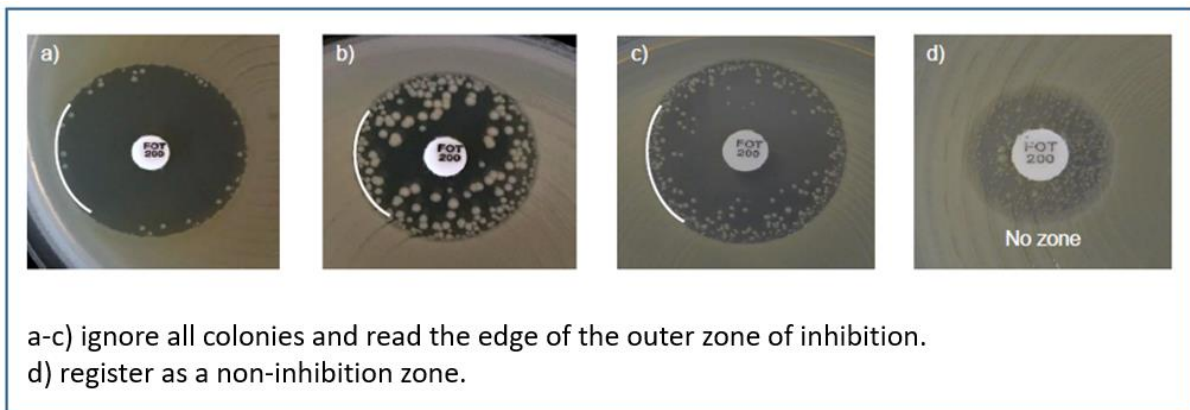 a)
b)
c)
d)
FOT
200
FOT
200
FOT
200
FOT
200
No zone
a-c) ignore all colonies and read the edge of the outer zone of inhibition.
d) register as a non-inhibition zone.